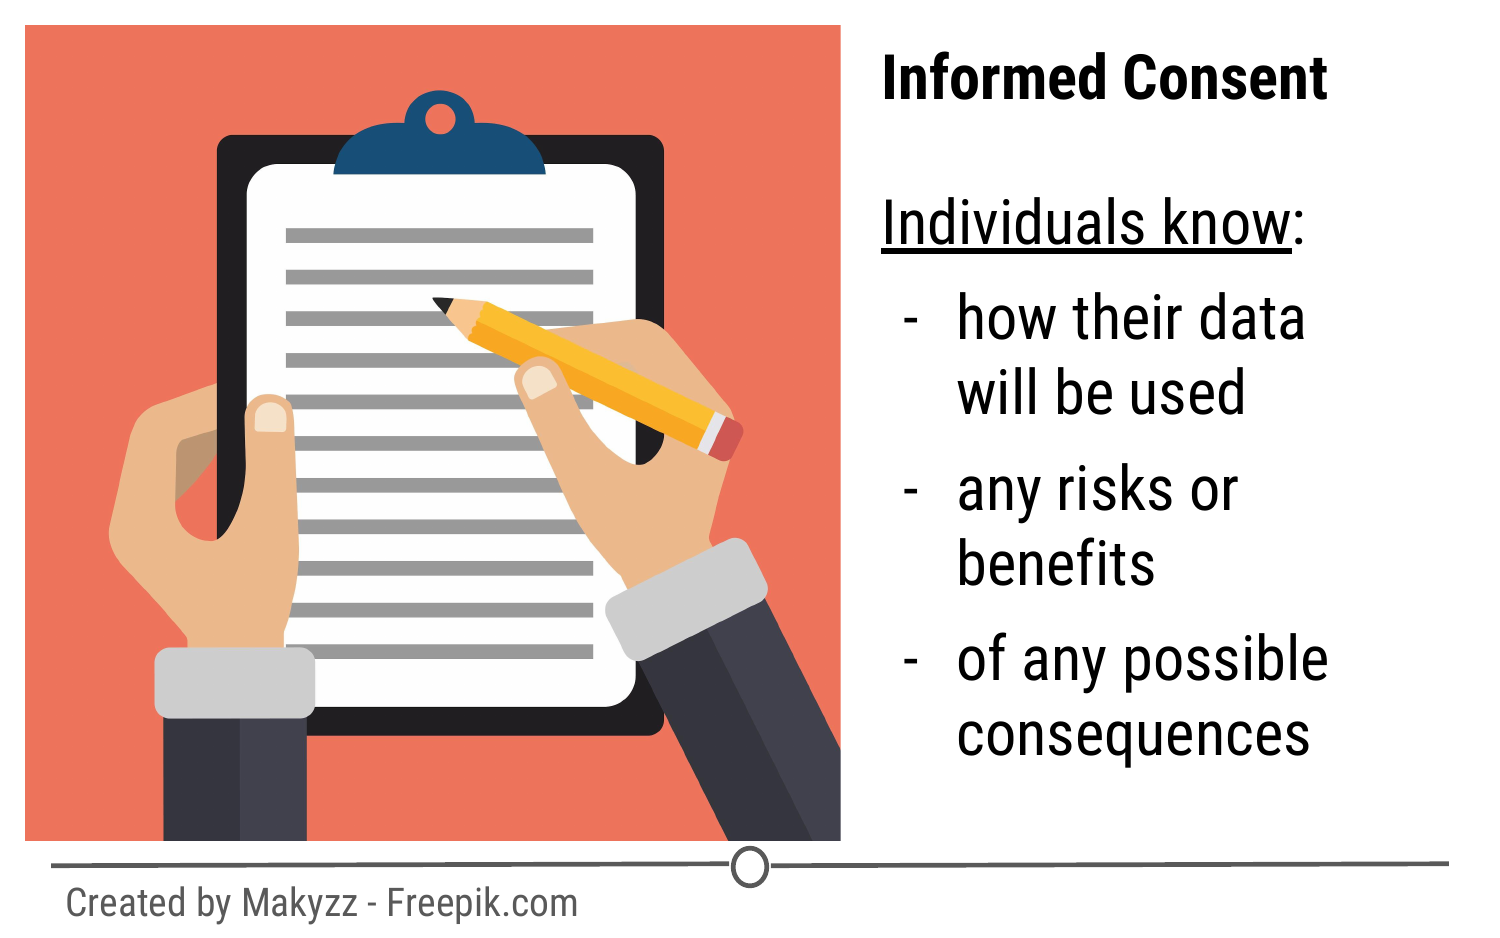 Informed Consent
Individuals know:
- how their data
will be used
- any risks or
benefits
- of any possible
consequences
Created by Makyzz - Freepik.com